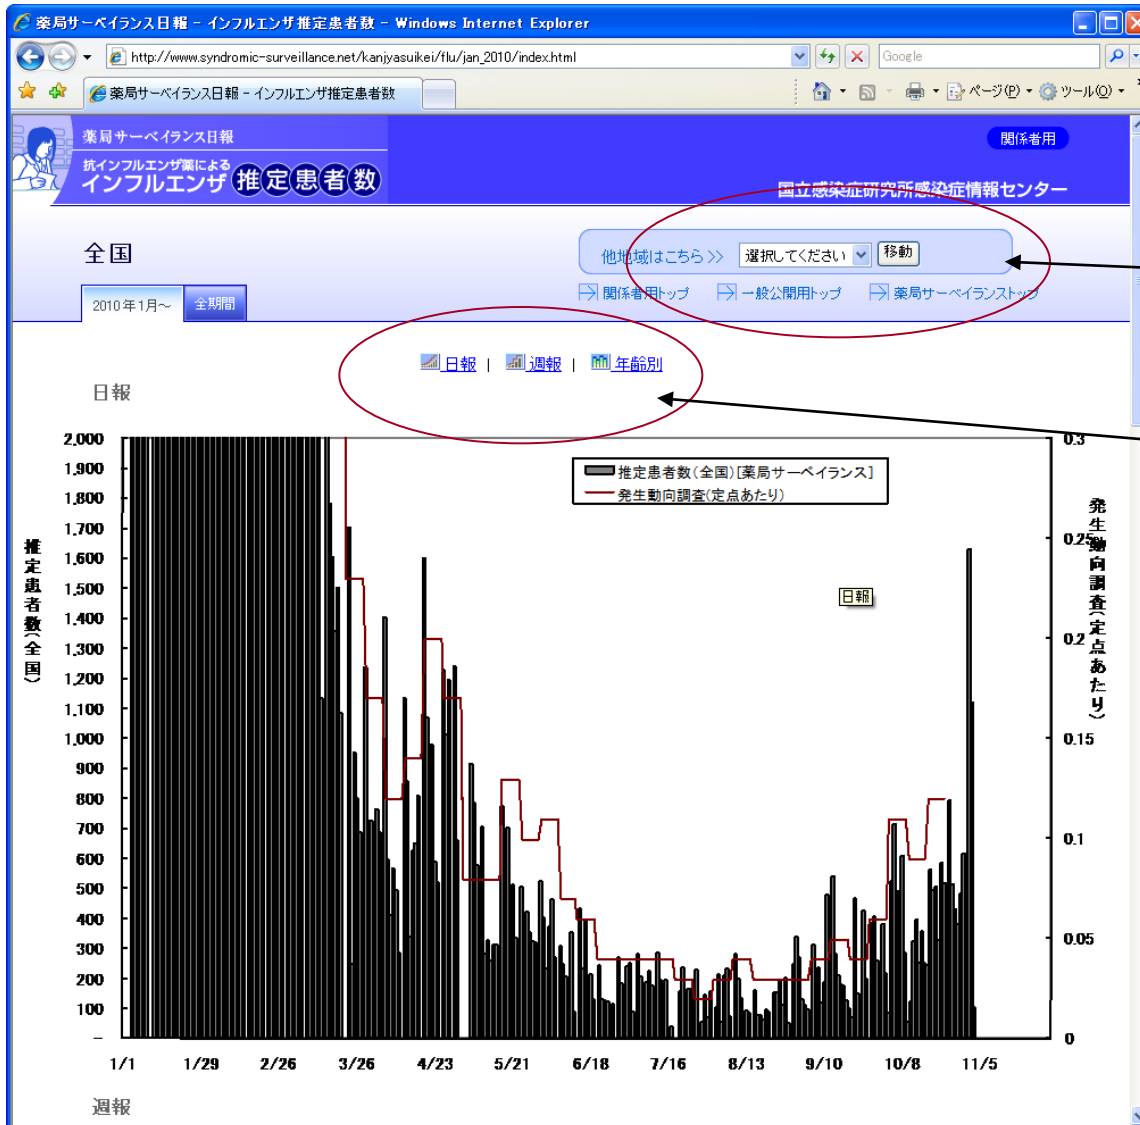 薬局サーベイランス日報 - インフルエンザ推定患者数 - Windows Internet Explorer
http://www.syndromic-surveillance.net/kanjyasuikei/flu/jan_2010/index.html
Google
薬局サーベイランス日報 - インフルエンザ推定患者数
ページ(P)
ツール(O)
薬局サーベイランス日報
関係者用
抗インフルエンザ薬による
インフルエンザ 推定患者数
国立感染症研究所感染症情報センター
全国
他地域はこちら >> 選択してください 移動
関係者用トップ 一般公開用トップ 薬局サーベイランストップ
2010年1月~ 全期間
日報 | 週報 | 年齢別
日報
推定患者数(全国)[薬局サーベイランス]
発生動向調査(定点あたり)
日報
推定患者数(全国)
2,000
1,900
1,800
1,700
1,600
1,500
1,400
1,300
1,200
1,100
1,000
900
800
700
600
500
400
300
200
100
–
0.3
0.25
0.2
0.15
0.1
0.05
0
発生動向調査(定点あたり)
1/1 1/29 2/26 3/26 4/23 5/21 6/18 7/16 8/13 9/10 10/8 11/5
週報